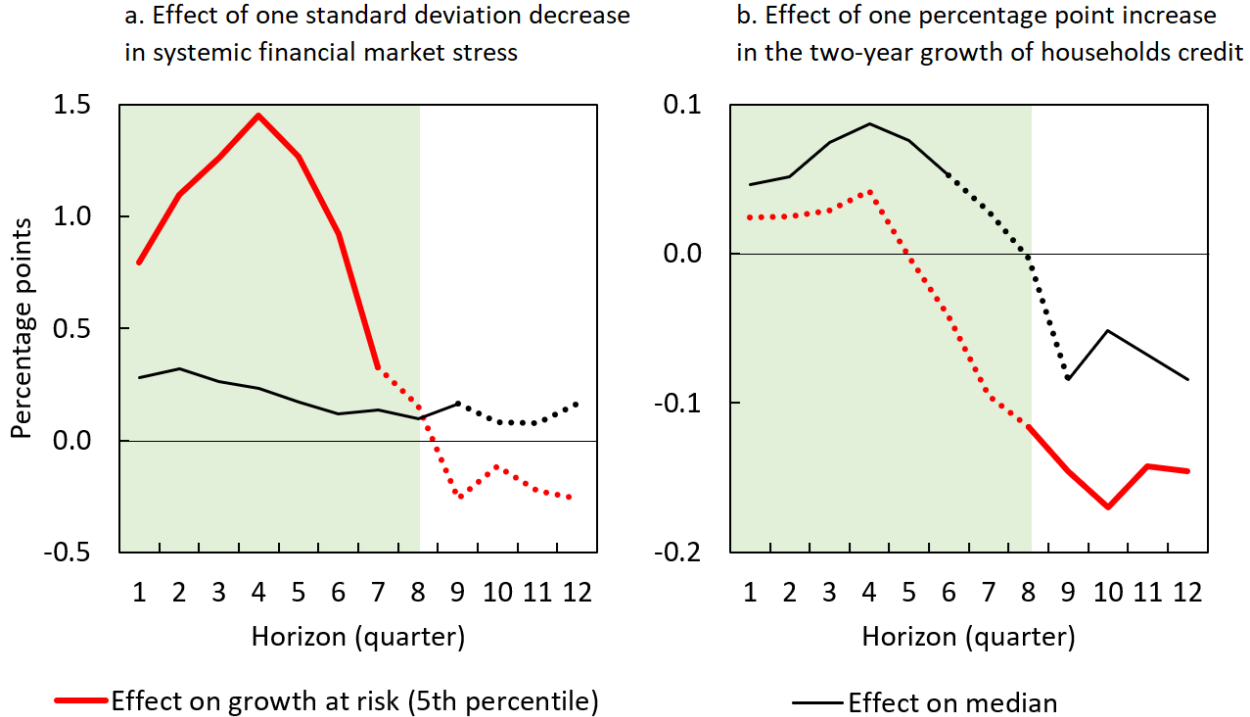 a. Effect of one standard deviation decrease
in systemic financial market stress
b. Effect of one percentage point increase
in the two-year growth of households credit
Percentage points
1.5
1.0
0.5
0.0
-0.5
1 2 3 4 5 6 7 8 9 10 11 12
Horizon (quarter)
0.1
0.0
-0.1
-0.2
1 2 3 4 5 6 7 8 9 10 11 12
Horizon (quarter)
Effect on growth at risk (5th percentile)
Effect on median